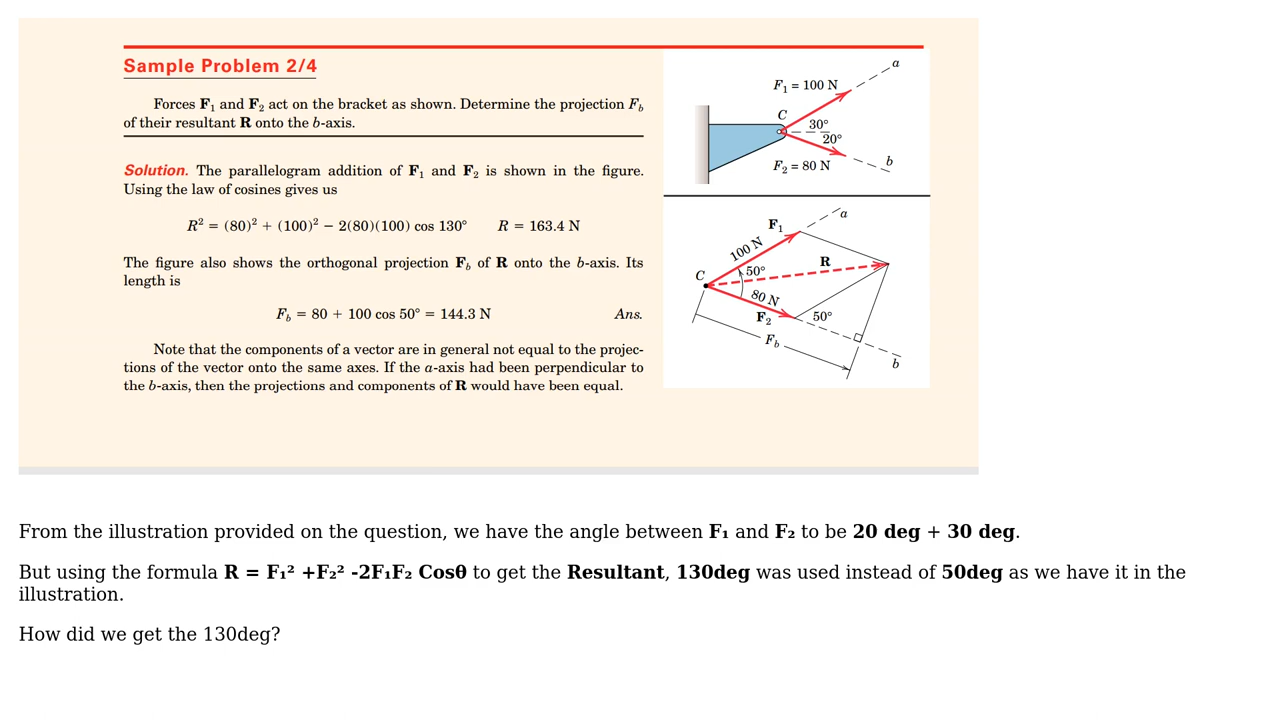 Sample Problem 2/4
Forces F₁ and F₂ act on the bracket as shown. Determine the projection F_b
of their resultant R onto the b-axis.
Solution. The parallelogram addition of F₁ and F₂ is shown in the figure.
Using the law of cosines gives us
R² = (80)² + (100)² − 2(80)(100) cos 130° R = 163.4 N
The figure also shows the orthogonal projection F_b of R onto the b-axis. Its
length is
F_b = 80 + 100 cos 50° = 144.3 N Ans.
Note that the components of a vector are in general not equal to the projec-
tions of the vector onto the same axes. If the a-axis had been perpendicular to
the b-axis, then the projections and components of R would have been equal.
a
F₁ = 100 N
C
30°
20°
b
F₂ = 80 N
a
F₁
100 N
R
C
50°
80 N
F₂
50°
F_b
b
From the illustration provided on the question, we have the angle between F₁ and F₂ to be 20 deg + 30 deg.
But using the formula R = F₁² +F₂² -2F₁F₂ Cosθ to get the Resultant, 130deg was used instead of 50deg as we have it in the
illustration.
How did we get the 130deg?